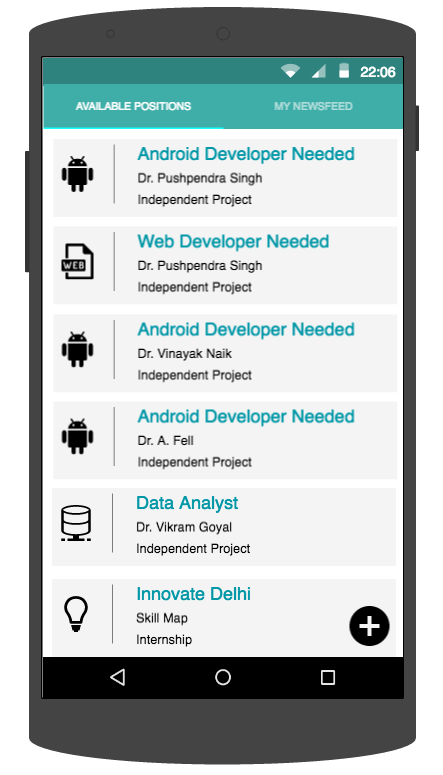 22:06
AVAILABLE POSITIONS
MY NEWSFEED
Android Developer Needed
Dr. Pushpendra Singh
Independent Project
WEB
Web Developer Needed
Dr. Pushpendra Singh
Independent Project
Android Developer Needed
Dr. Vinayak Naik
Independent Project
Android Developer Needed
Dr. A. Fell
Independent Project
Data Analyst
Dr. Vikram Goyal
Independent Project
Innovate Delhi
Skill Map
Internship